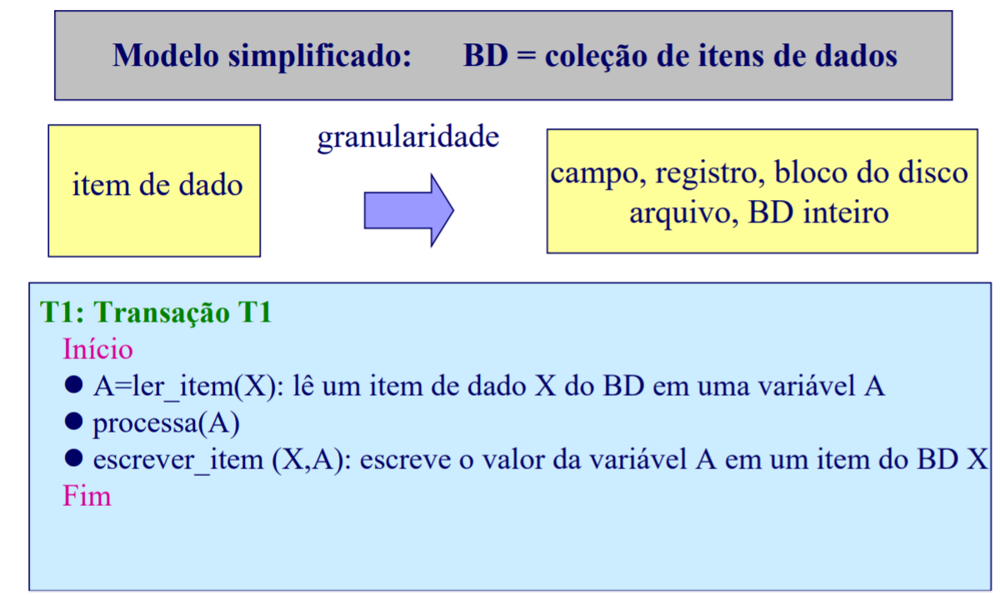 Modelo simplificado: BD = coleção de itens de dados
item de dado
granularidade
campo, registro, bloco do disco
arquivo, BD inteiro
T1: Transação T1
Início
● A=ler_item(X): lê um item de dado X do BD em uma variável A
● processa(A)
● escrever_item (X,A): escreve o valor da variável A em um item do BD X
Fim